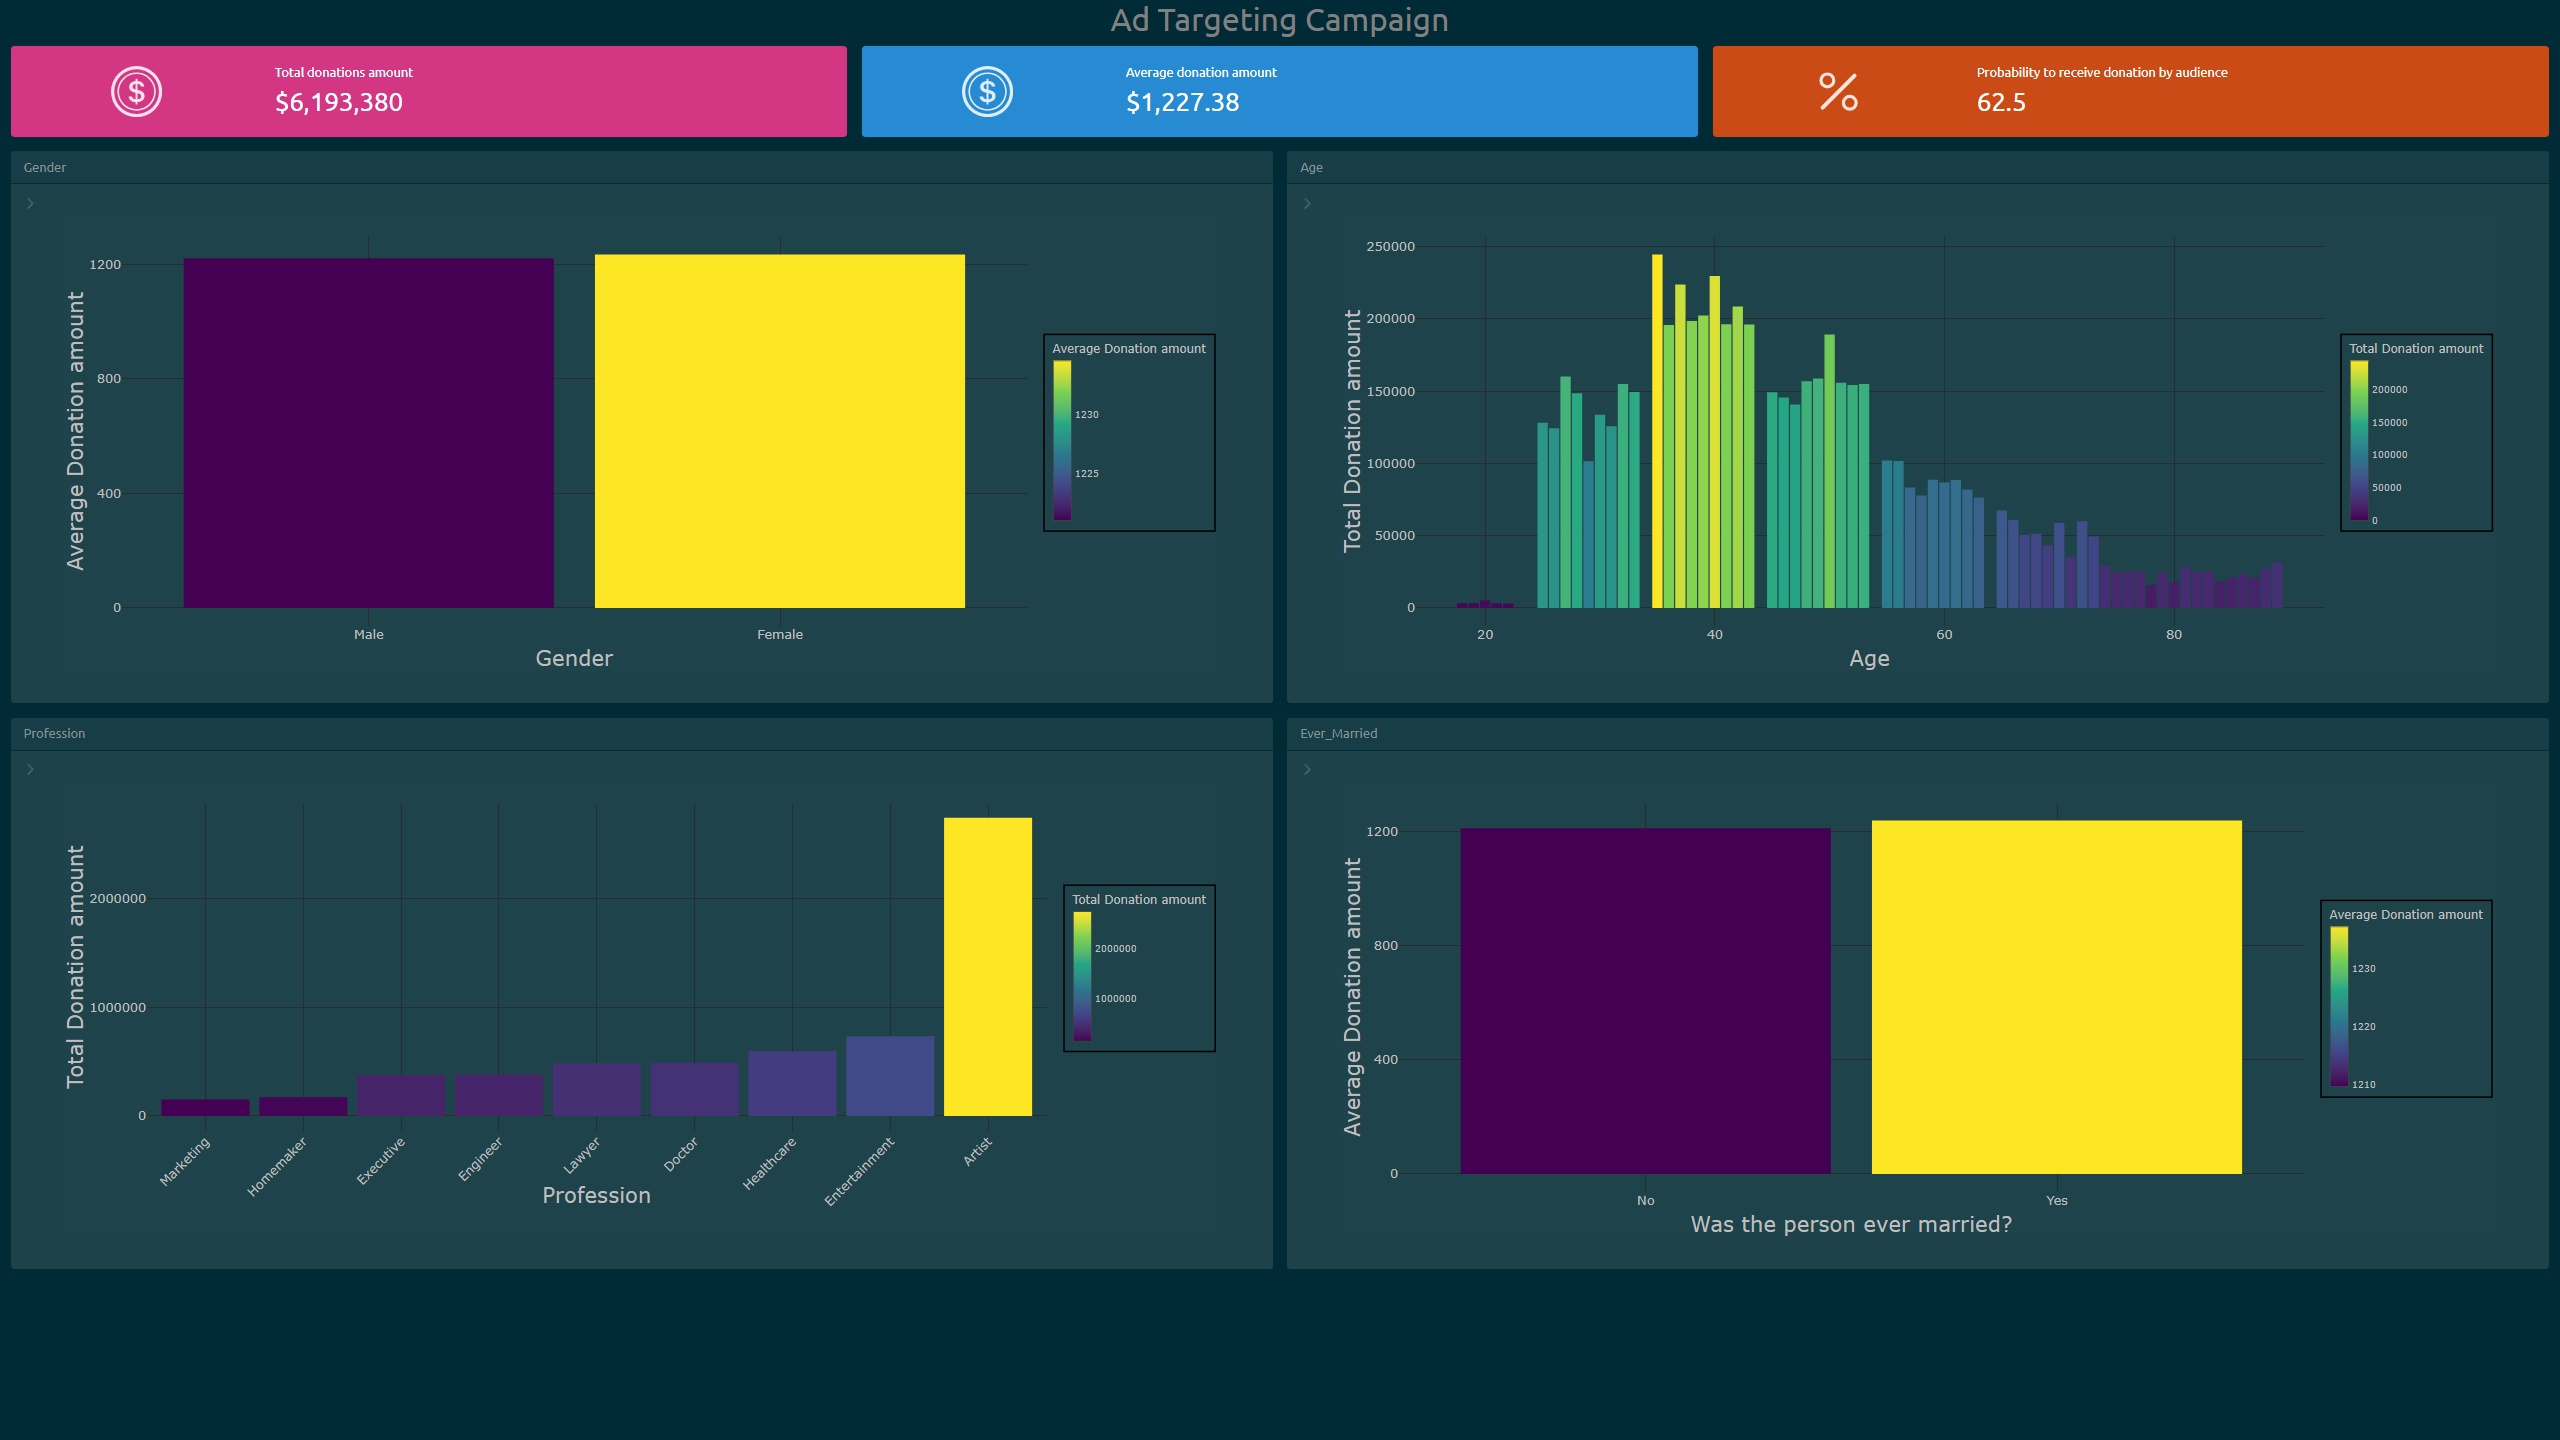 Ad Targeting Campaign
Total donations amount
$6,193,380
Average donation amount
$1,227.38
Probability to receive donation by audience
62.5
Gender
1200
800
400
0
Average Donation amount
Male
Female
Gender
Average Donation amount
1230
1225
Age
250000
200000
150000
100000
50000
0
Total Donation amount
20
40
60
80
Age
Total Donation amount
200000
150000
100000
50000
0
Profession
2000000
1000000
0
Total Donation amount
Marketing
Homemaker
Executive
Engineer
Lawyer
Doctor
Healthcare
Entertainment
Artist
Profession
Total Donation amount
2000000
1000000
Ever_Married
1200
800
400
0
Average Donation amount
No
Yes
Was the person ever married?
Average Donation amount
1230
1220
1210